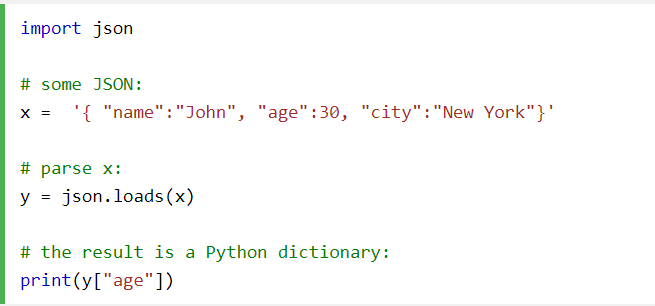 import json
# some JSON:
x =  '{ "name":"John", "age":30, "city":"New York"}'
# parse x:
y = json.loads(x)
# the result is a Python dictionary:
print(y["age"])